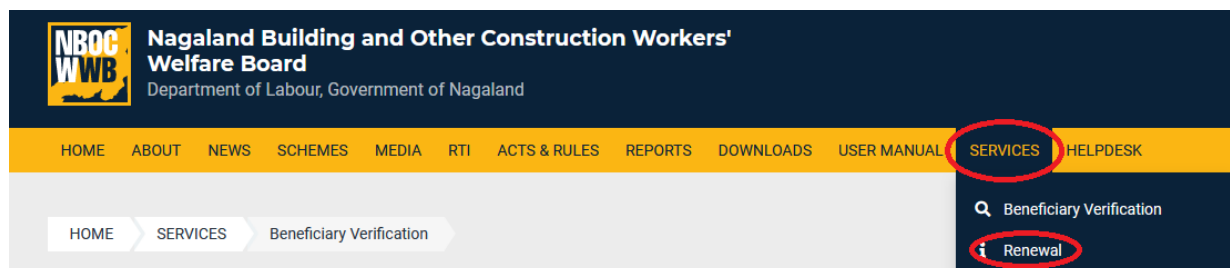 NBOC
WWB
Nagaland Building and Other Construction Workers'
Welfare Board
Department of Labour, Government of Nagaland
HOME ABOUT NEWS SCHEMES MEDIA RTI ACTS & RULES REPORTS DOWNLOADS USER MANUAL SERVICES HELPDESK
Beneficiary Verification
HOME SERVICES Beneficiary Verification
Renewal